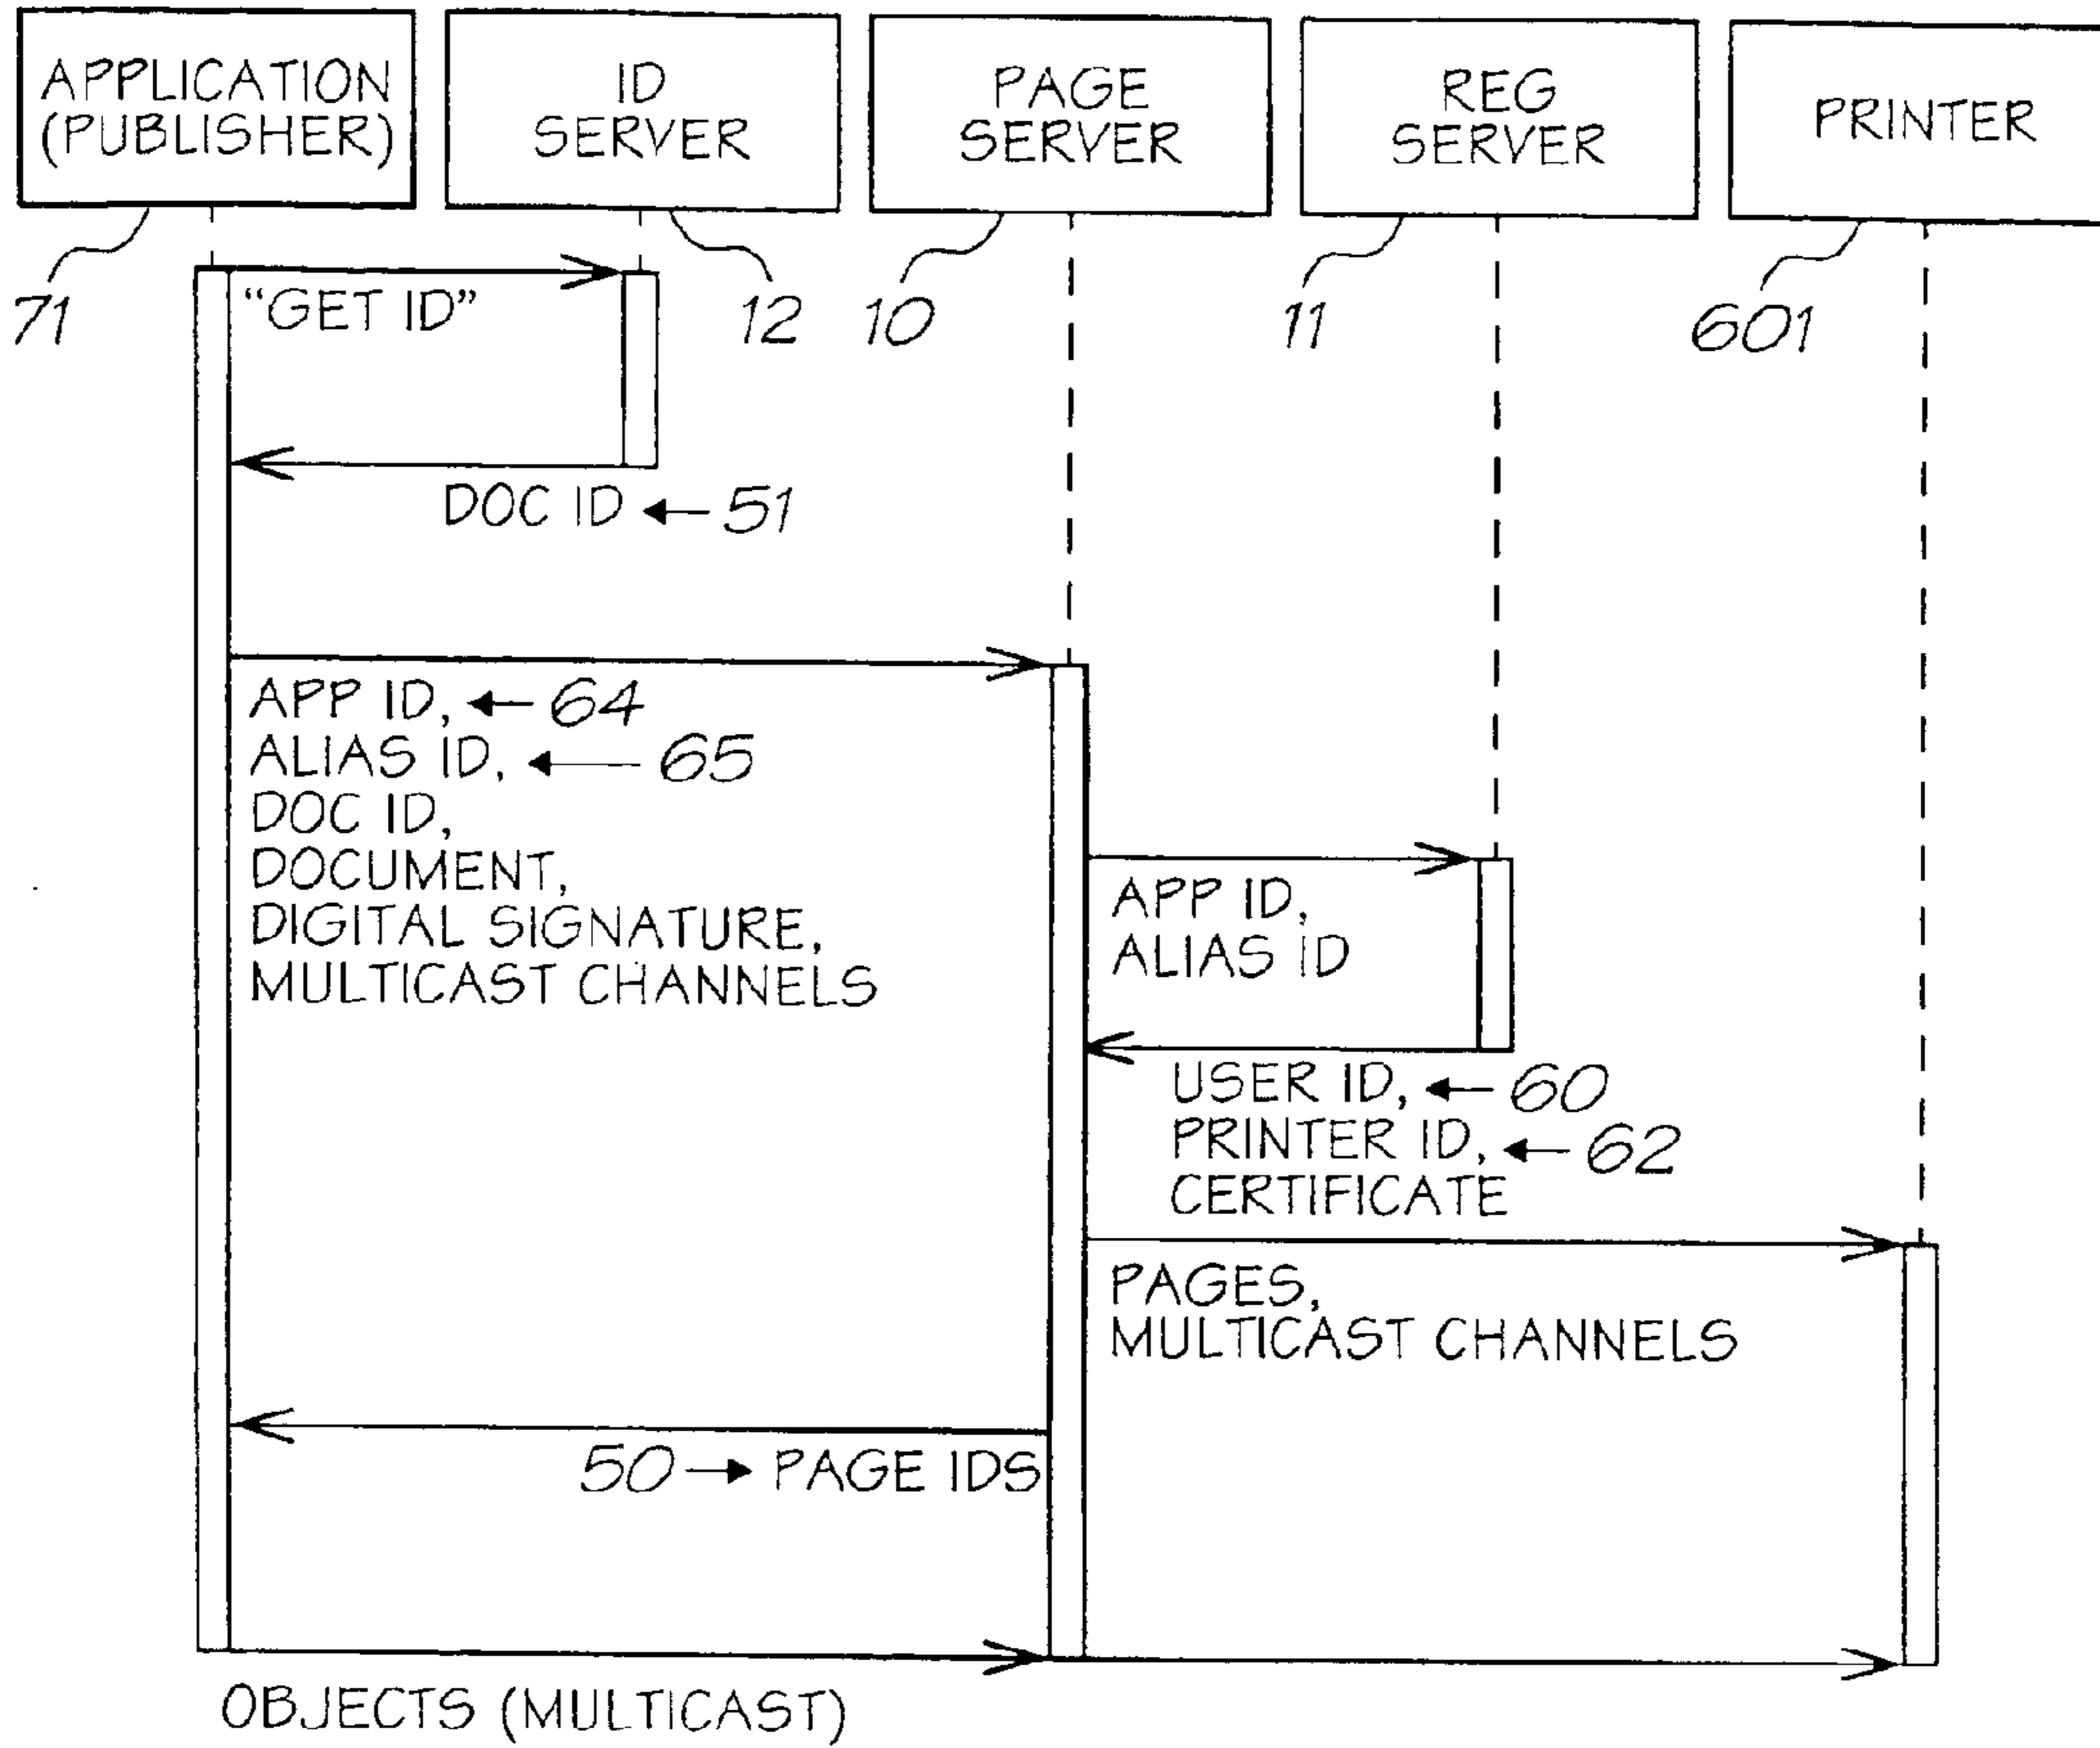 APPLICATION
(PUBLISHER)
ID
SERVER
PAGE
SERVER
REG
SERVER
PRINTER
71
12
10
11
601
"GET ID"
DOC ID ← 51
APP ID, ← 64
ALIAS ID, ← 65
DOC ID,
DOCUMENT,
DIGITAL SIGNATURE,
MULTICAST CHANNELS
APP ID,
ALIAS ID
USER ID, ← 60
PRINTER ID, ← 62
CERTIFICATE
PAGES,
MULTICAST CHANNELS
50 → PAGE IDS
OBJECTS (MULTICAST)